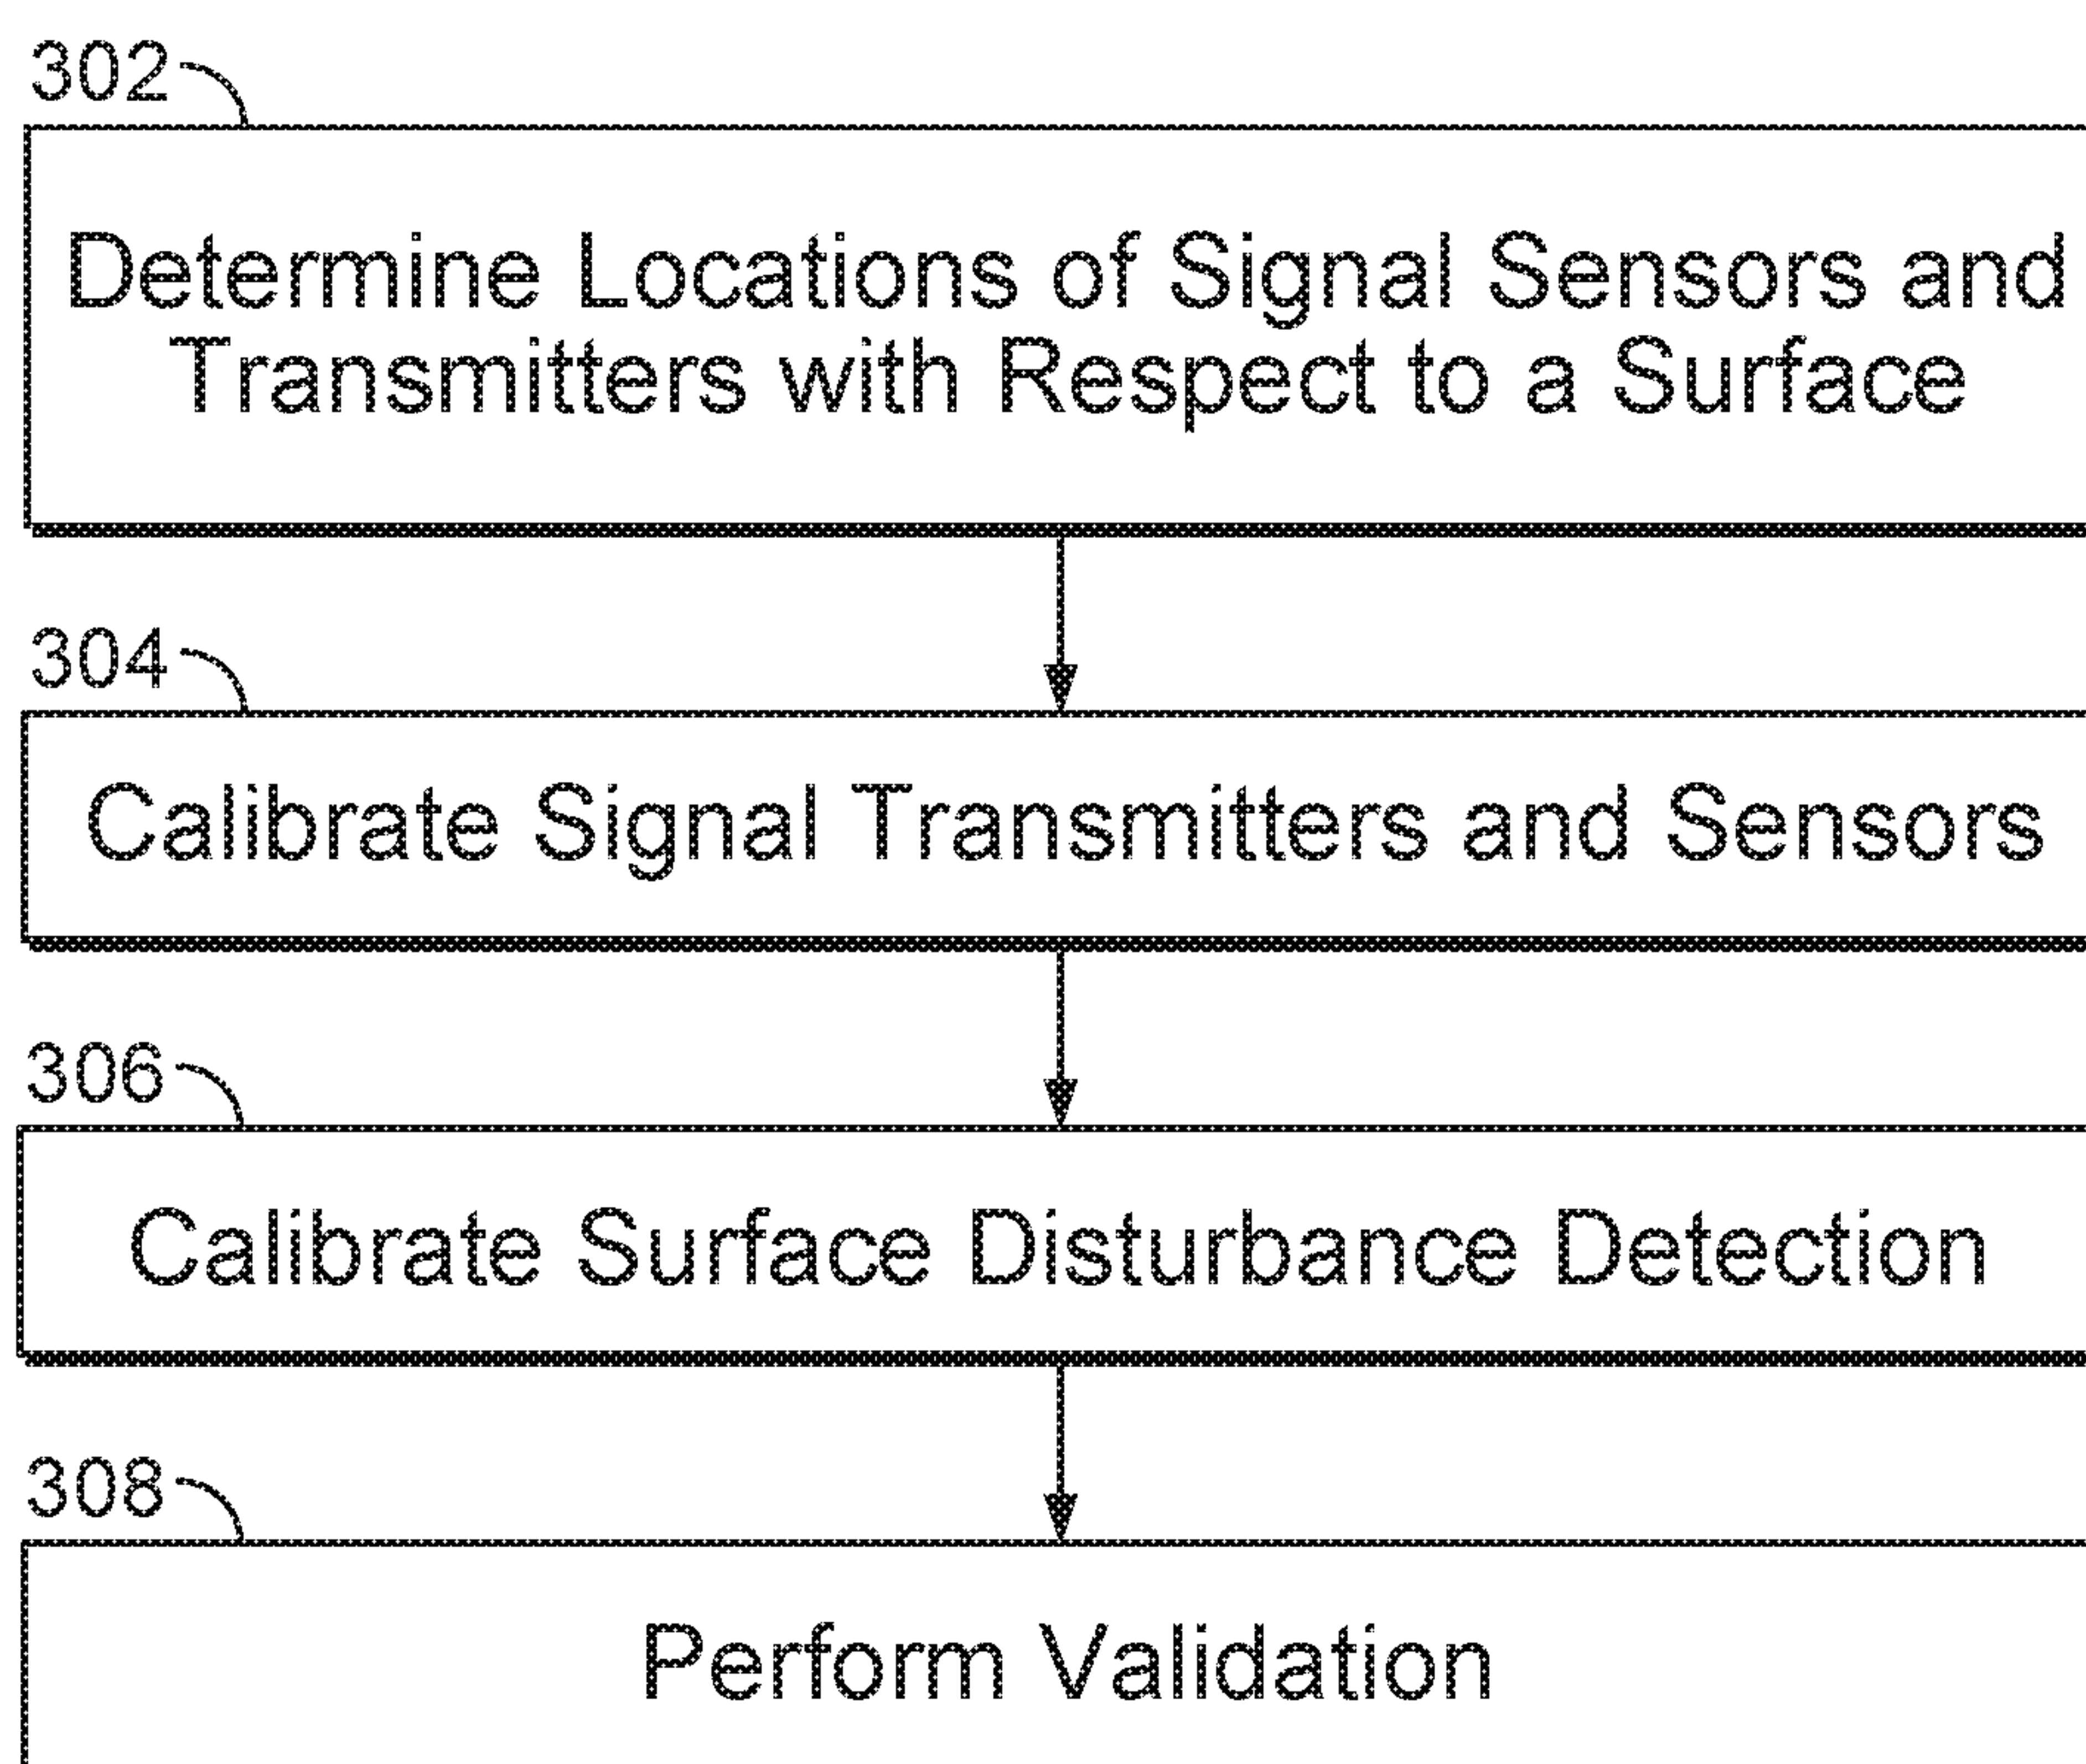 302
Determine Locations of Signal Sensors and
Transmitters with Respect to a Surface
304
Calibrate Signal Transmitters and Sensors
306
Calibrate Surface Disturbance Detection
308
Perform Validation